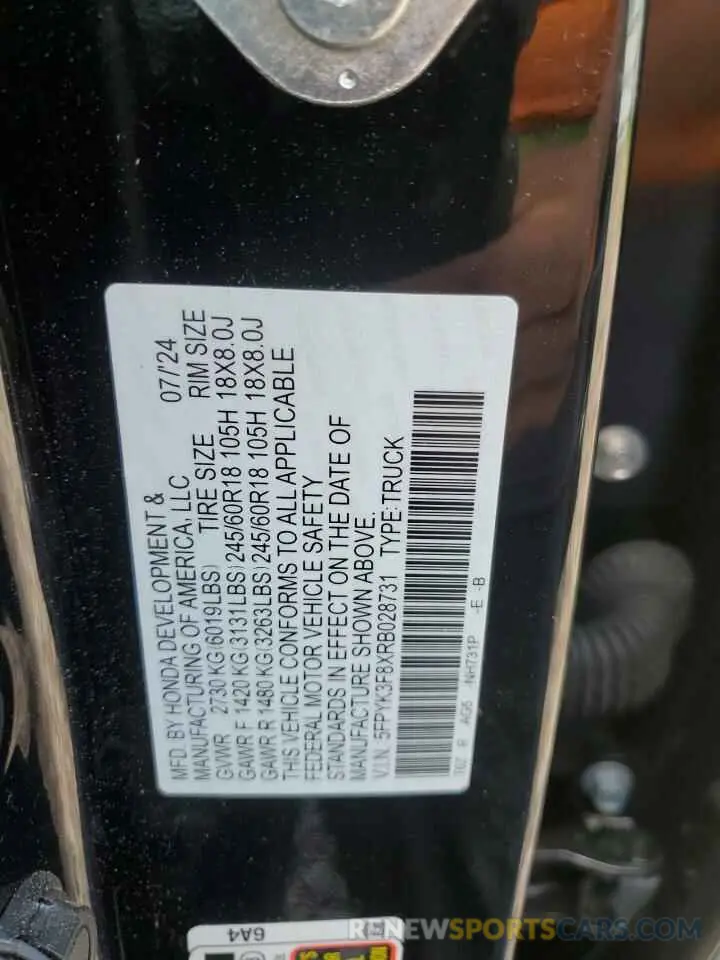 MFD. BY HONDA DEVELOPMENT &
MANUFACTURING OF AMERICA, LLC 07/'24
GVWR 2730 KG(6019LBS) TIRE SIZE RIM SIZE
GAWR F 1420 KG(3131LBS)245/60R18 105H 18X8.0J
GAWR R 1480 KG(3263LBS)245/60R18 105H 18X8.0J
THIS VEHICLE CONFORMS TO ALL APPLICABLE
FEDERAL MOTOR VEHICLE SAFETY
STANDARDS IN EFFECT ON THE DATE OF
MANUFACTURE SHOWN ABOVE.
V.I.N. 5FPYK3F8XRB028731 TYPE:TRUCK
AG5 -NH731P -E -B
6A4
RENEWSPORTSCARS.COM